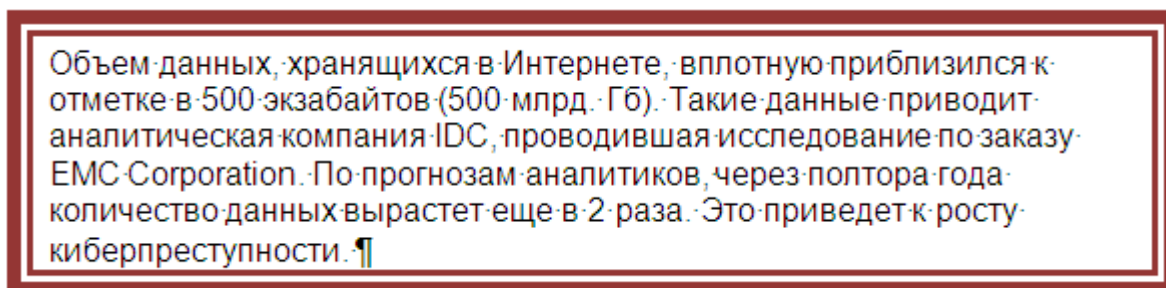 Объем данных, хранящихся в Интернете, вплотную приблизился к
отметке в 500 экзабайтов (500 млрд. Гб). Такие данные приводит
аналитическая компания IDC, проводившая исследование по заказу
EMC Corporation. По прогнозам аналитиков, через полтора года
количество данных вырастет еще в 2 раза. Это приведет к росту
киберпреступности. ¶